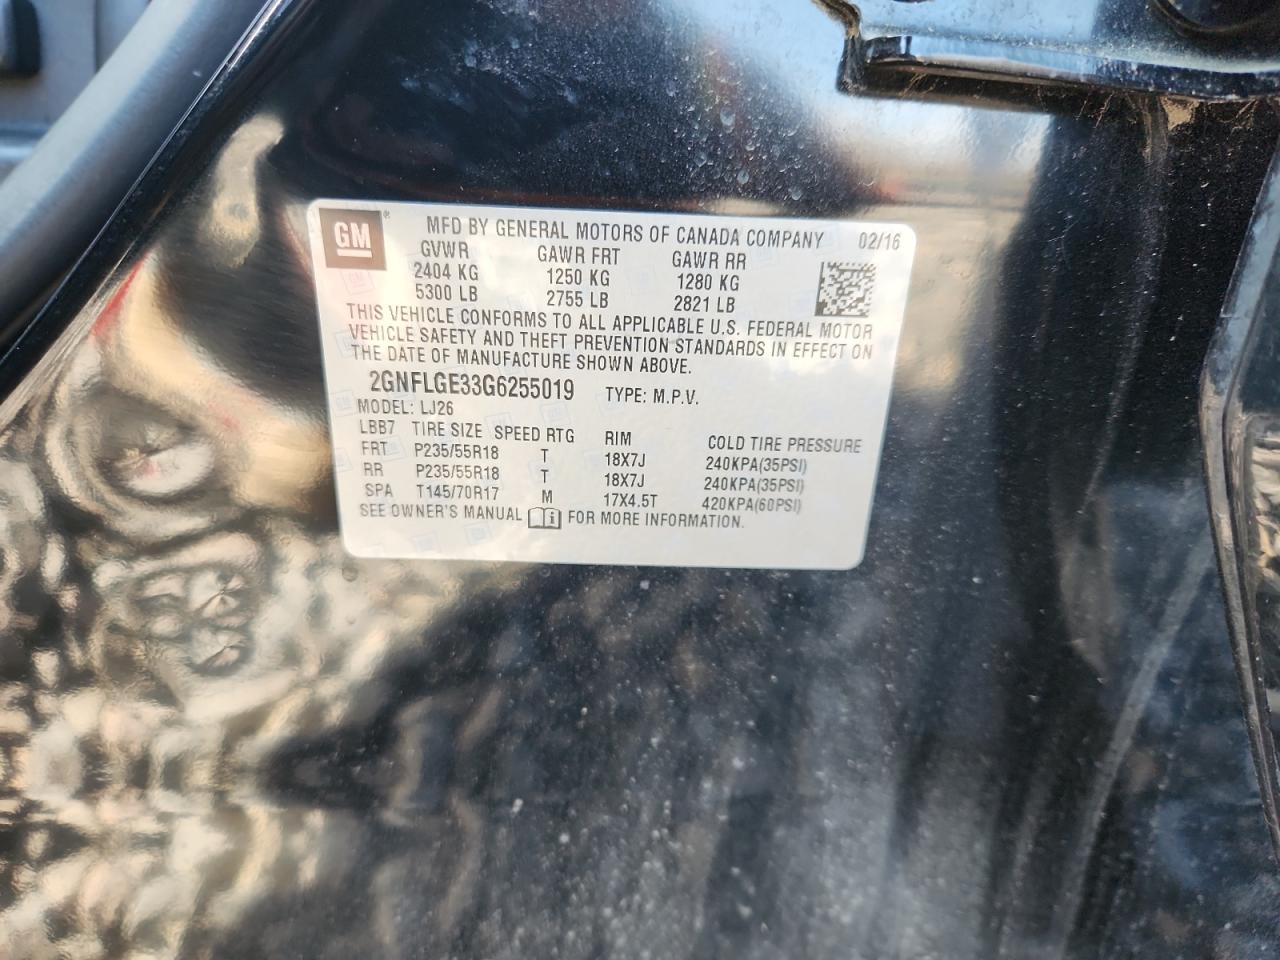 GM ® MFD BY GENERAL MOTORS OF CANADA COMPANY 02/16
GVWR GAWR FRT GAWR RR
2404 KG 1250 KG 1280 KG
5300 LB 2755 LB 2821 LB
THIS VEHICLE CONFORMS TO ALL APPLICABLE U.S. FEDERAL MOTOR
VEHICLE SAFETY AND THEFT PREVENTION STANDARDS IN EFFECT ON
THE DATE OF MANUFACTURE SHOWN ABOVE.
2GNFLGE33G6255019 TYPE: M.P.V.
MODEL: LJ26
LBB7 TIRE SIZE SPEED RTG RIM COLD TIRE PRESSURE
FRT P235/55R18 T 18X7J 240KPA(35PSI)
RR P235/55R18 T 18X7J 240KPA(35PSI)
SPA T145/70R17 M 17X4.5T 420KPA(60PSI)
SEE OWNER'S MANUAL i FOR MORE INFORMATION.